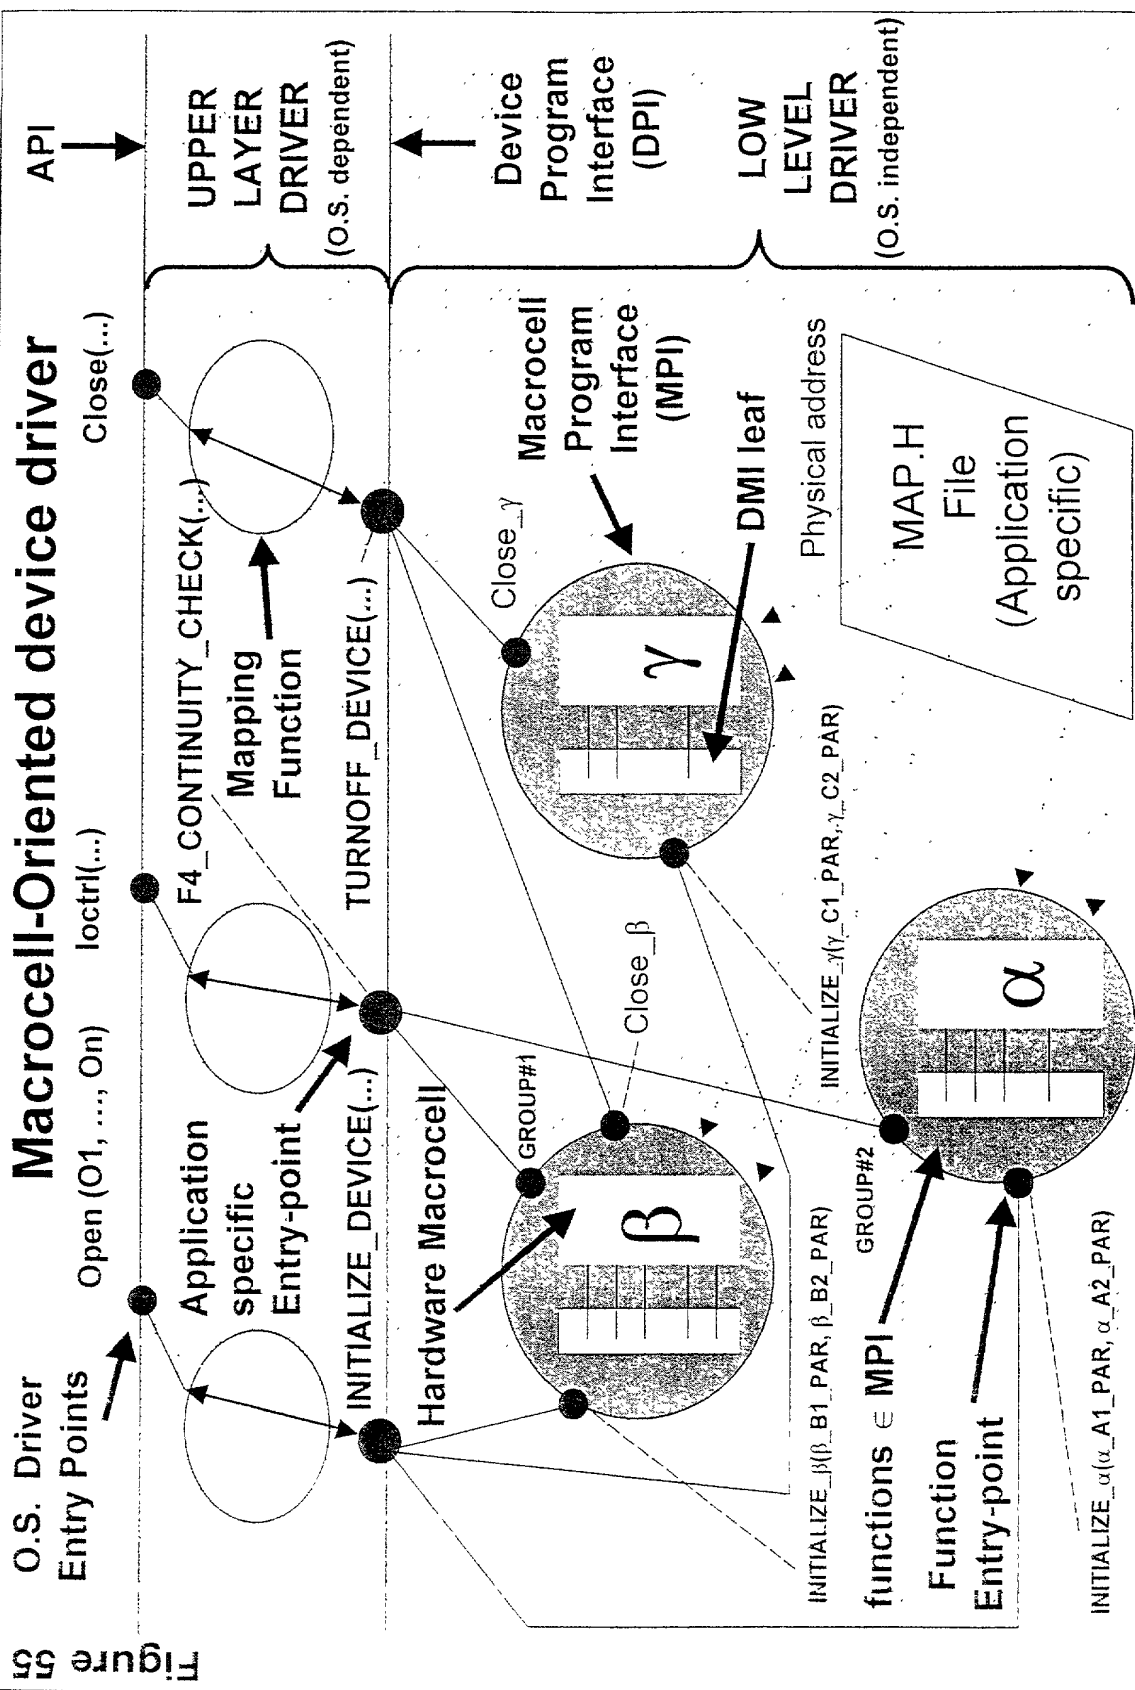 Figure 55
Macrocell-Oriented device driver
O.S. Driver
Entry Points
Open (O1, ..., On)
Ioctrl(...)
Close(...)
API
Application
specific
Entry-point
F4_CONTINUITY_CHECK(...)
Mapping
Function
UPPER
LAYER
DRIVER
(O.S. dependent)
INITIALIZE_DEVICE(...)
TURNOFF_DEVICE(...)
Device
Program
Interface
(DPI)
Hardware Macrocell
GROUP#1
Close_β
Close_γ
Macrocell
Program
Interface
(MPI)
β
γ
DMI leaf
LOW
LEVEL
DRIVER
(O.S. independent)
INITIALIZE_β(β_B1_PAR, β_B2_PAR)
INITIALIZE_γ(γ_C1_PAR, γ_C2_PAR)
Physical address
GROUP#2
functions ∈ MPI
MAP.H
File
(Application
specific)
Function
Entry-point
α
INITIALIZE_α(α_A1_PAR, α_A2_PAR)